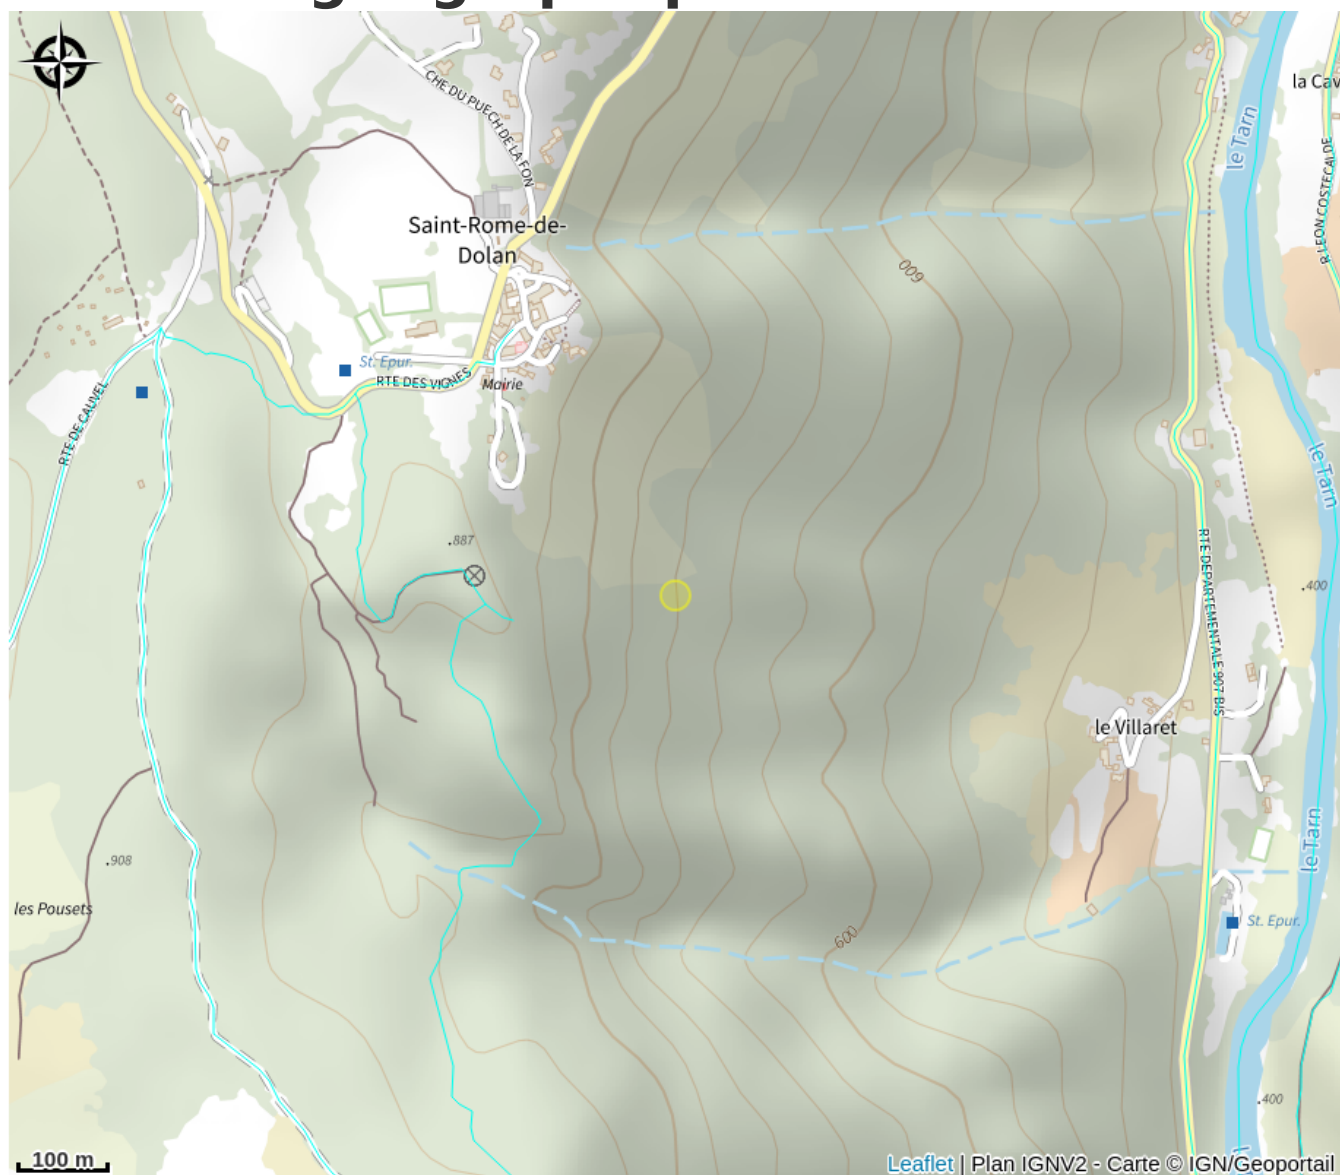 la Cav
CHE DU PUECH DE LA FON
le Tarn
R LEON COSTECALDE
Saint-Rome-de-
Dolan
600
St. Epur.
RTE DES VIGNES
Mairie
RTE DE CAUVEL
le Tarn
.887
RTE DEPARTEMENTALE 907 BIS
.400
le Villaret
le Tarn
.908
les Pousets
St. Epur.
600
.400
100 m
Leaflet | Plan IGNV2 - Carte © IGN/Geoportail